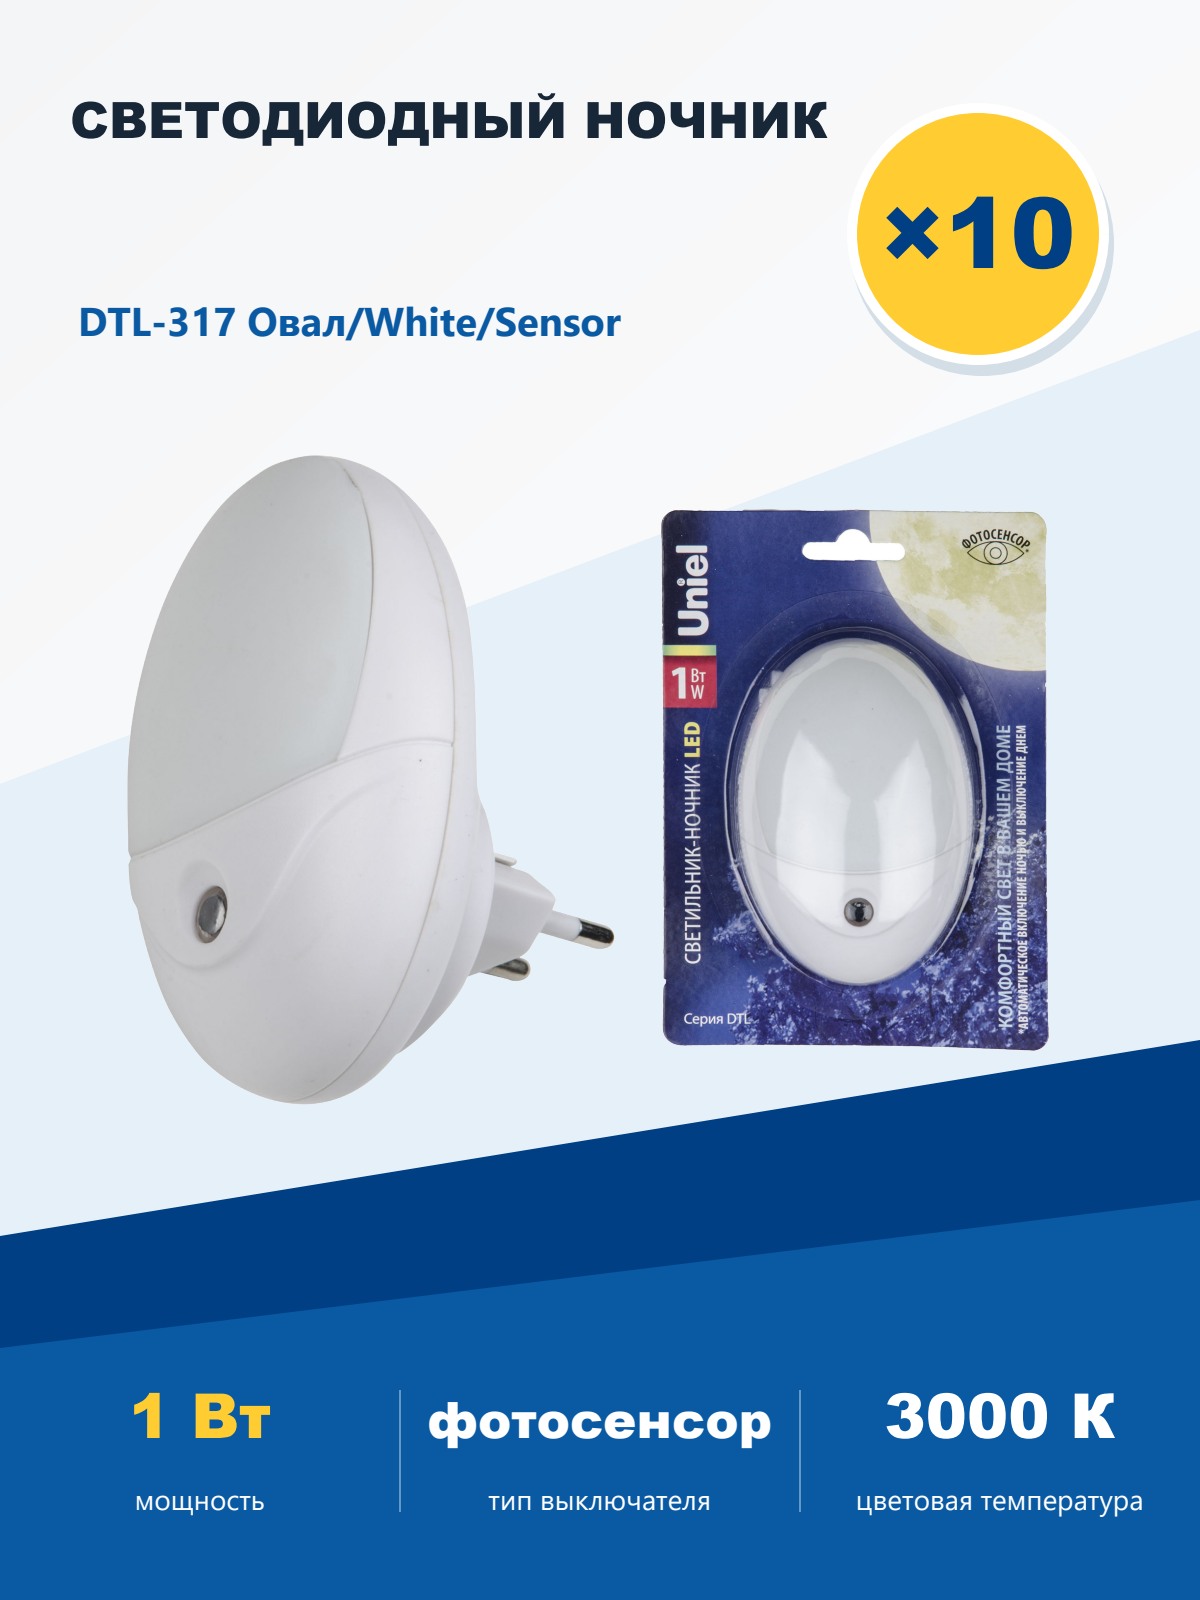 СВЕТОДИОДНЫЙ НОЧНИК
×10
DTL-317 Овал/White/Sensor
ФОТОСЕНСОР*
Uniel
1 Вт
W
СВЕТИЛЬНИК-НОЧНИК LED
КОМФОРТНЫЙ СВЕТ В ВАШЕМ ДОМЕ
*АВТОМАТИЧЕСКОЕ ВКЛЮЧЕНИЕ НОЧЬЮ И ВЫКЛЮЧЕНИЕ ДНЕМ
Серия DTL
1 Вт
мощность
фотосенсор
тип выключателя
3000 К
цветовая температура